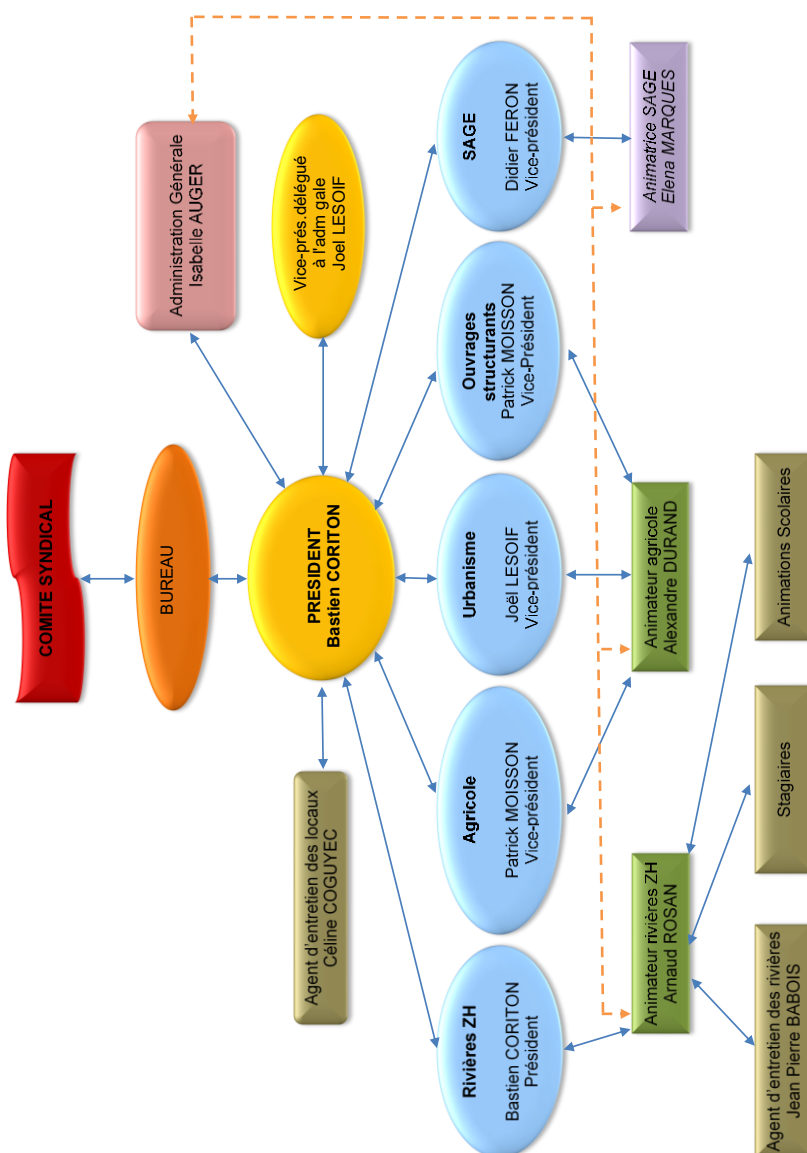 COMITE SYNDICAL
BUREAU
Administration Générale
Isabelle AUGER
Agent d'entretien des locaux
Céline COGUYEC
PRESIDENT
Bastien CORITON
Vice-prés.délégué
à l'adm gale
Joel LESOIF
Rivières ZH
Bastien CORITON
Président
Agricole
Patrick MOISSON
Vice-président
Urbanisme
Joël LESOIF
Vice-président
Ouvrages
structurants
Patrick MOISSON
Vice-Président
SAGE
Didier FERON
Vice-président
Animateur rivières ZH
Arnaud ROSAN
Animateur agricole
Alexandre DURAND
Animatrice SAGE
Elena MARQUES
Agent d'entretien des rivières
Jean Pierre BABOIS
Stagiaires
Animations Scolaires